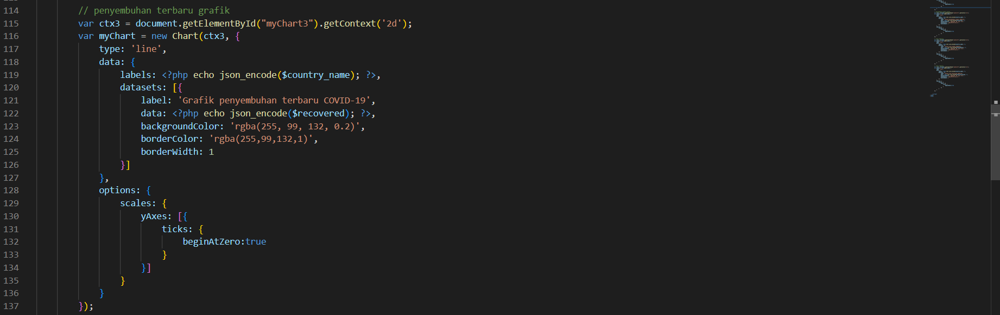 114 // penyembuhan terbaru grafik
115 var ctx3 = document.getElementById("myChart3").getContext('2d');
116 var myChart = new Chart(ctx3, {
117 type: 'line',
118 data: {
119 labels: <?php echo json_encode($country_name); ?>,
120 datasets: [{
121 label: 'Grafik penyembuhan terbaru COVID-19',
122 data: <?php echo json_encode($recovered); ?>,
123 backgroundColor: 'rgba(255, 99, 132, 0.2)',
124 borderColor: 'rgba(255,99,132,1)',
125 borderWidth: 1
126 }]
127 },
128 options: {
129 scales: {
130 yAxes: [{
131 ticks: {
132 beginAtZero:true
133 }
134 }]
135 }
136 }
137 });